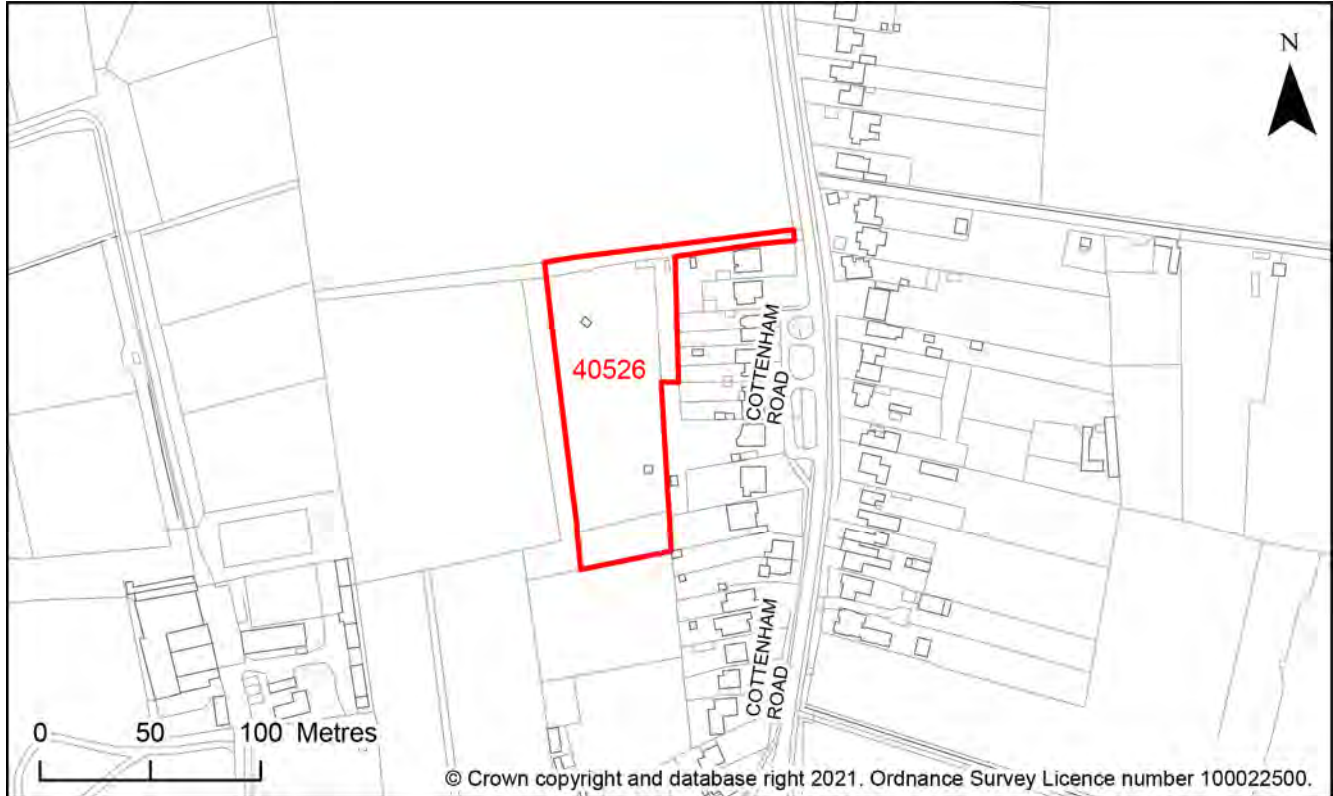 N
40526
COTTENHAM
ROAD
COTTENHAM
ROAD
0 50 100 Metres
© Crown copyright and database right 2021. Ordnance Survey Licence number 100022500.